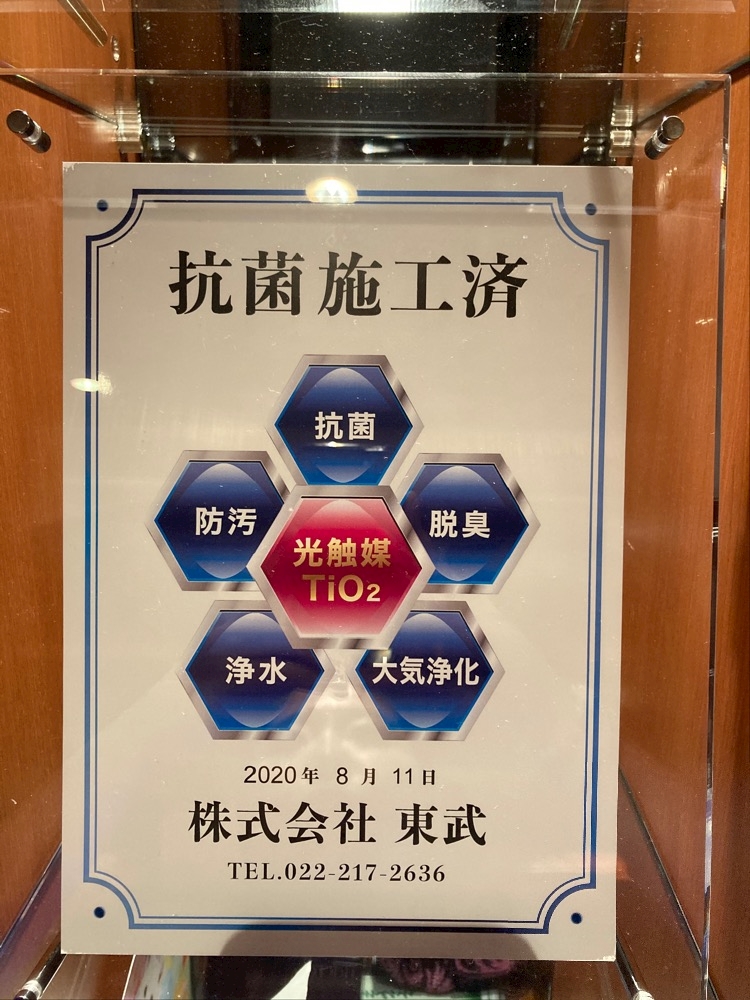 抗菌施工済
抗菌
防汚
脱臭
光触媒
TiO2
浄水
大気浄化
2020年 8月 11日
株式会社 東武
TEL.022-217-2636